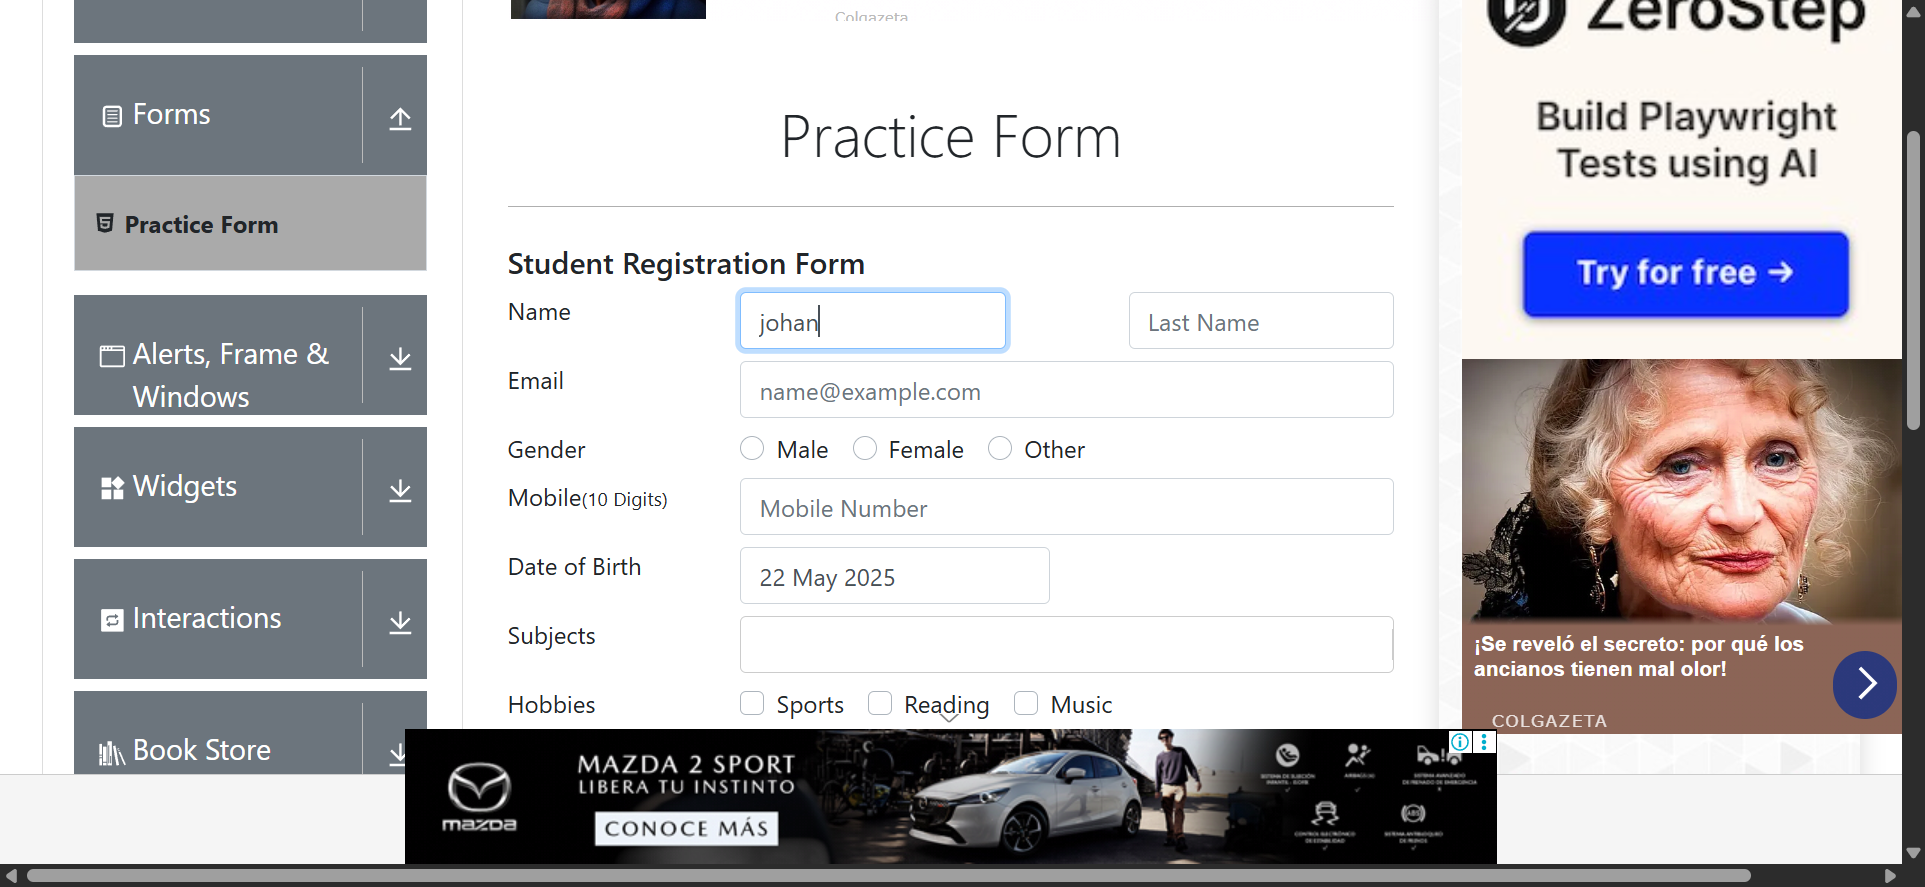 Colgazeta
Forms
Practice Form
Alerts, Frame &
Windows
Widgets
Interactions
Book Store
Practice Form
Student Registration Form
Name
johan
Last Name
Email
name@example.com
Gender
Male
Female
Other
Mobile(10 Digits)
Mobile Number
Date of Birth
22 May 2025
Subjects
Hobbies
Sports
Reading
Music
ZeroStep
Build Playwright
Tests using AI
Try for free →
¡Se reveló el secreto: por qué los
ancianos tienen mal olor!
COLGAZETA
mazda
MAZDA 2 SPORT
LIBERA TU INSTINTO
CONOCE MÁS
ABS